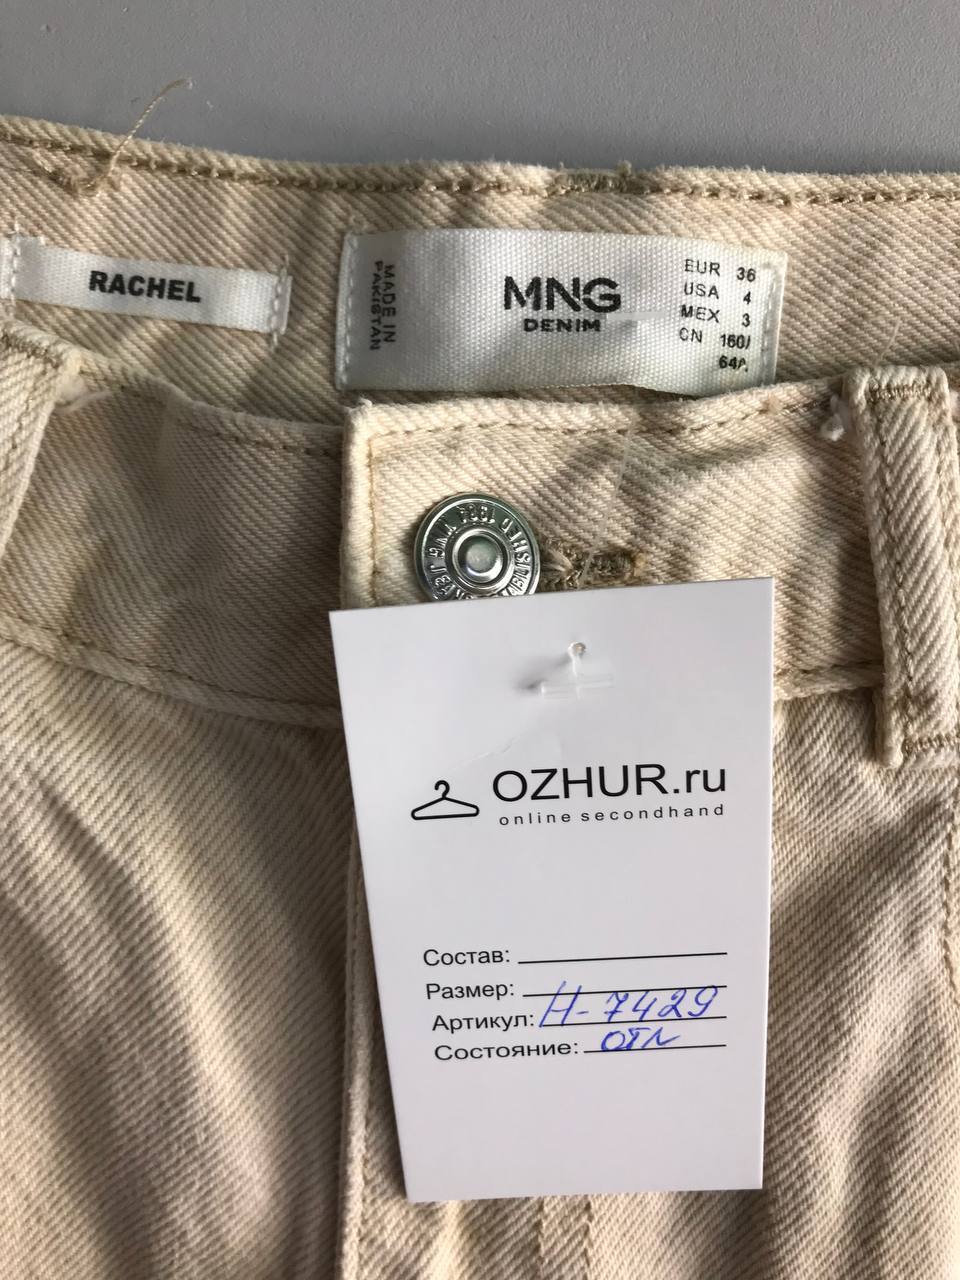 RACHEL
MADE IN
PAKISTAN
MNG
DENIM
EUR 36
USA 4
MEX 3
CN 160/
64A
OZHUR.ru
online secondhand
Состав:
Размер:
Артикул: Н-7429
Состояние: отл